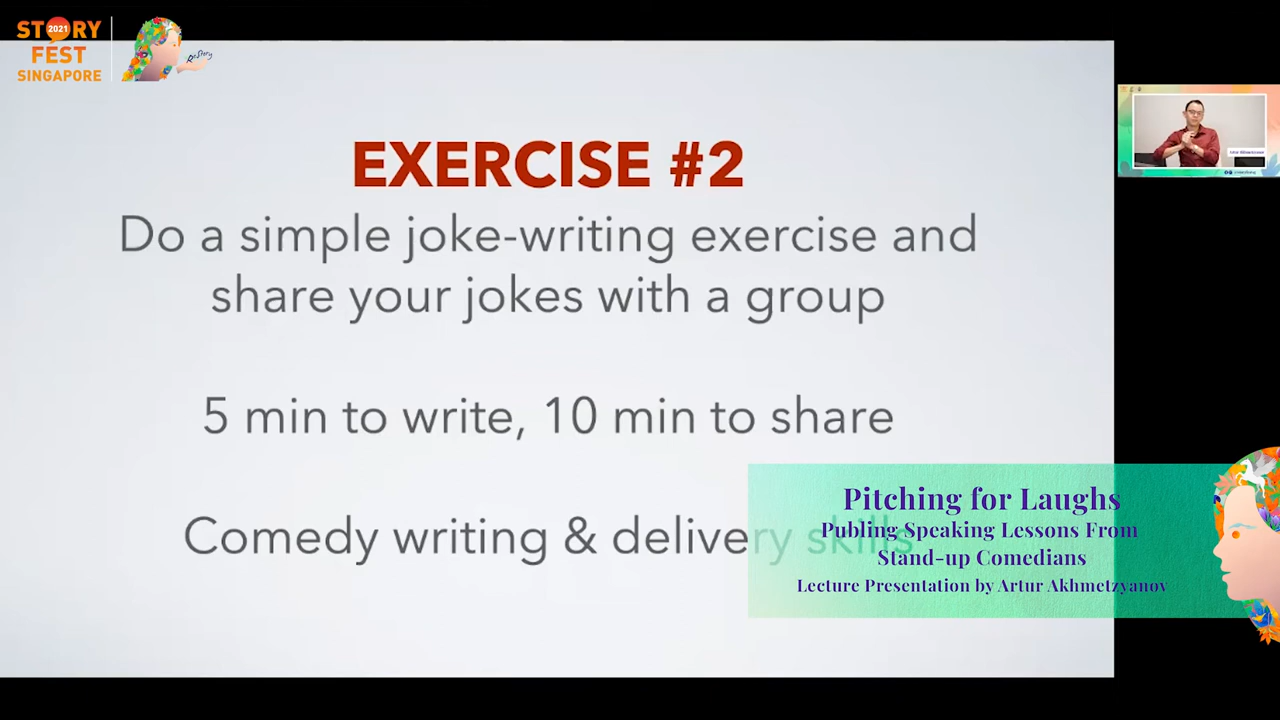 STORY
2021
FEST
SINGAPORE
ReStory
EXERCISE #2
Do a simple joke-writing exercise and
share your jokes with a group
5 min to write, 10 min to share
Comedy writing & delivery skills
Pitching for Laughs
Publing Speaking Lessons From
Stand-up Comedians
Lecture Presentation by Artur Akhmetzyanov